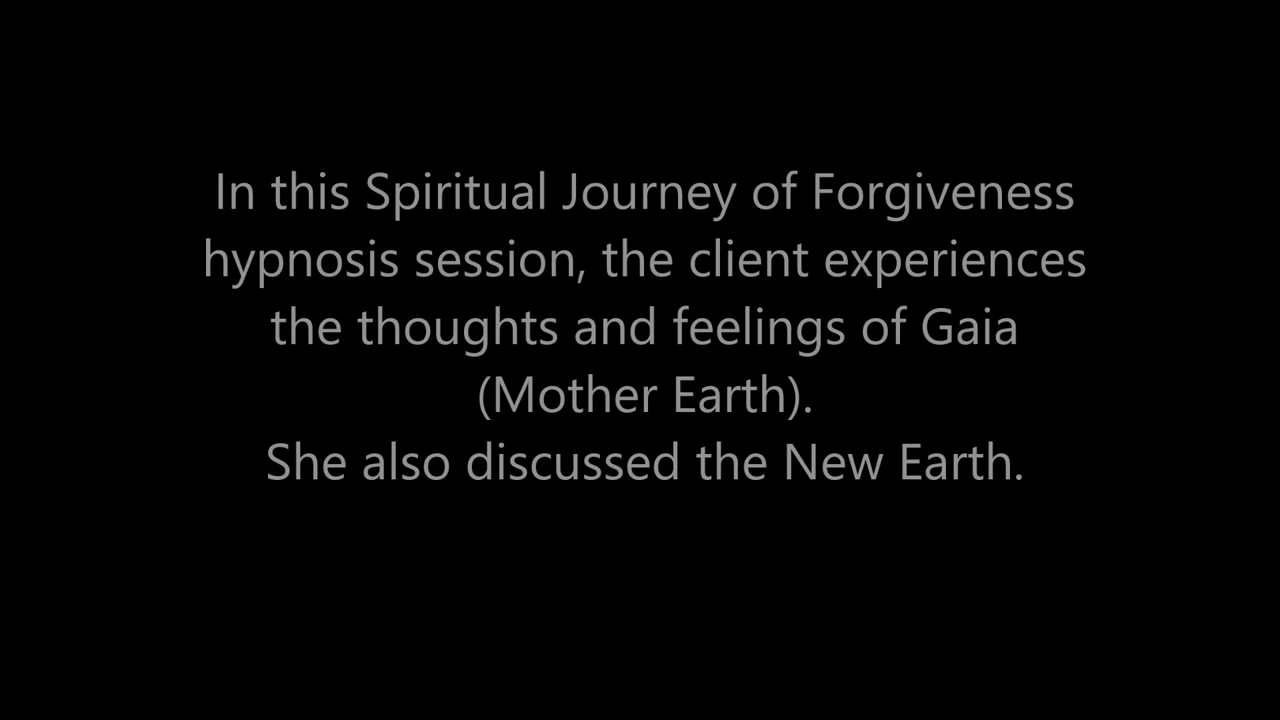 In this Spiritual Journey of Forgiveness
hypnosis session, the client experiences
the thoughts and feelings of Gaia
(Mother Earth).
She also discussed the New Earth.